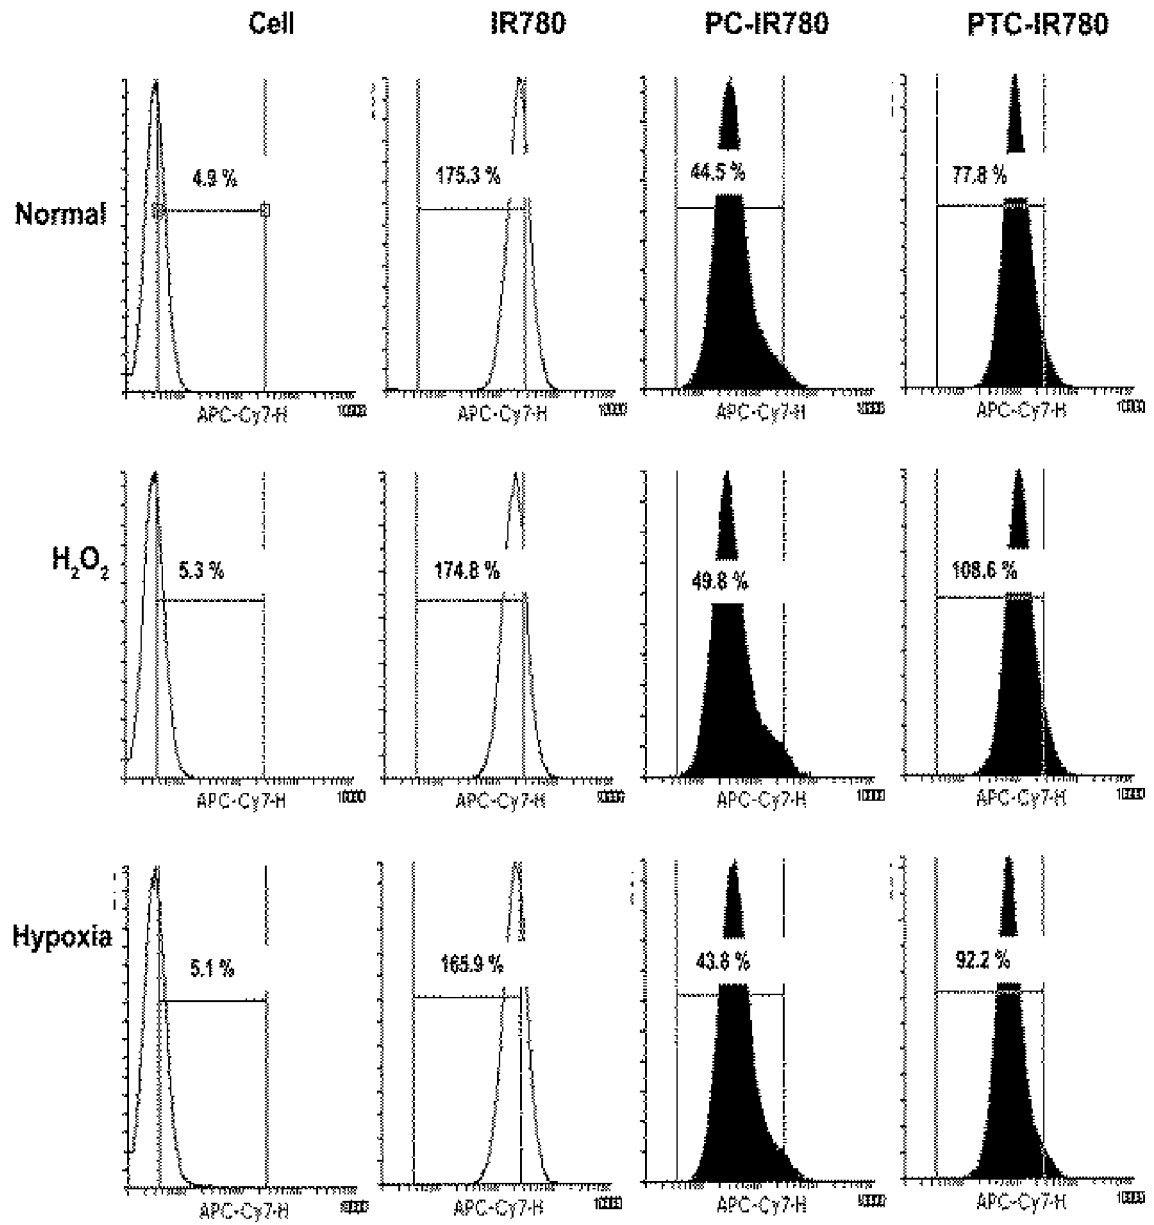 Cell IR780 PC-IR780 PTC-IR780
Normal
4.9 % 175.3 % 44.5 % 77.8 %
APC-Cy7-H APC-Cy7-H APC-Cy7-H APC-Cy7-H
H₂O₂
5.3 % 174.8 % 49.8 % 108.6 %
APC-Cy7-H APC-Cy7-H APC-Cy7-H APC-Cy7-H
Hypoxia
5.1 % 165.9 % 43.8 % 92.2 %
APC-Cy7-H APC-Cy7-H APC-Cy7-H APC-Cy7-H